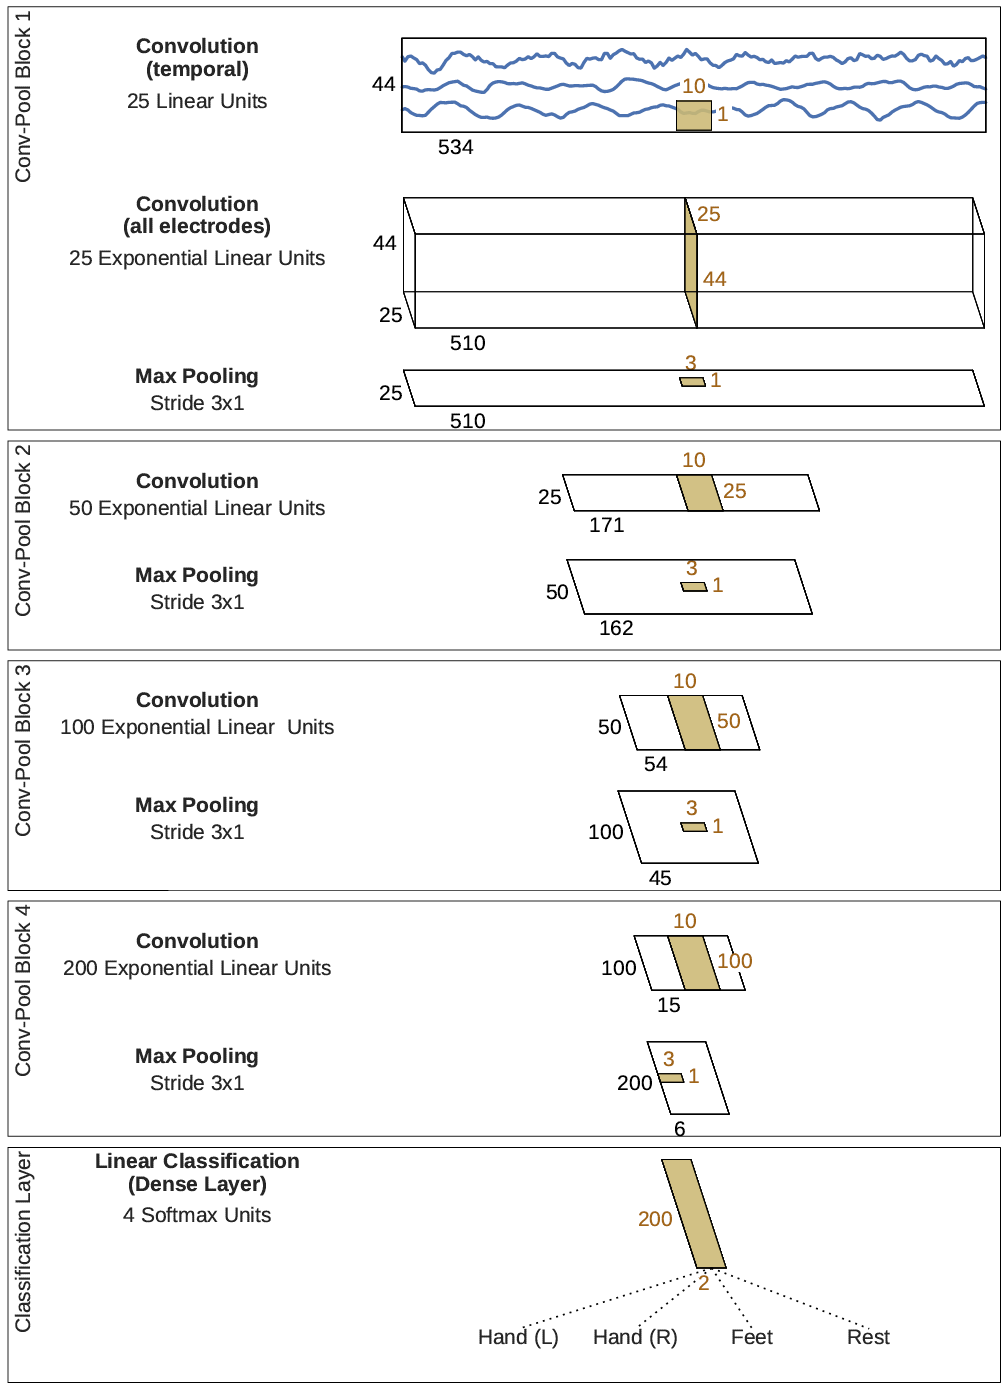 Conv-Pool Block 1
Convolution
(temporal)
25 Linear Units
44
10
1
534
Convolution
(all electrodes)
25 Exponential Linear Units
44
25
25
44
510
Max Pooling
Stride 3x1
25
3
1
510
Conv-Pool Block 2
Convolution
50 Exponential Linear Units
25
10
25
171
Max Pooling
Stride 3x1
50
3
1
162
Conv-Pool Block 3
Convolution
100 Exponential Linear Units
50
10
50
54
Max Pooling
Stride 3x1
100
3
1
45
Conv-Pool Block 4
Convolution
200 Exponential Linear Units
100
10
100
15
Max Pooling
Stride 3x1
200
3
1
6
Classification Layer
Linear Classification
(Dense Layer)
4 Softmax Units
200
2
Hand (L) Hand (R) Feet Rest